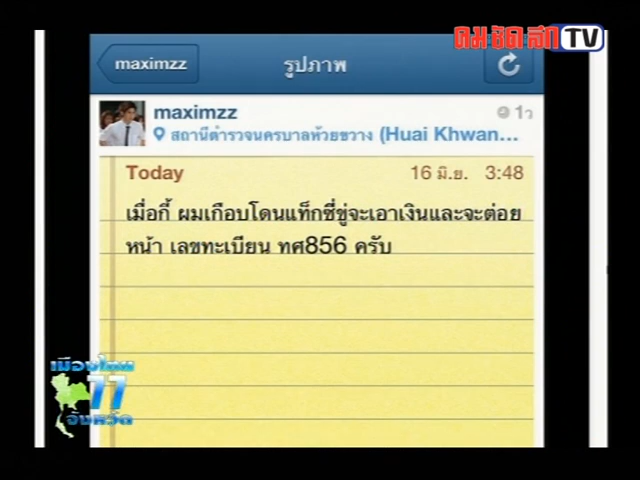 คม ชัด ลึก TV
maximzz
รูปภาพ
maximzz
1ว
สถานีตำรวจนครบาลห้วยขวาง (Huai Khwan...
Today
16 มิ.ย. 3:48
เมื่อกี้ ผมเกือบโดนแท็กซี่ขู่จะเอาเงินและจะต่อย
หน้า เลขทะเบียน ทศ856 ครับ
เมืองไทย
77
จังหวัด